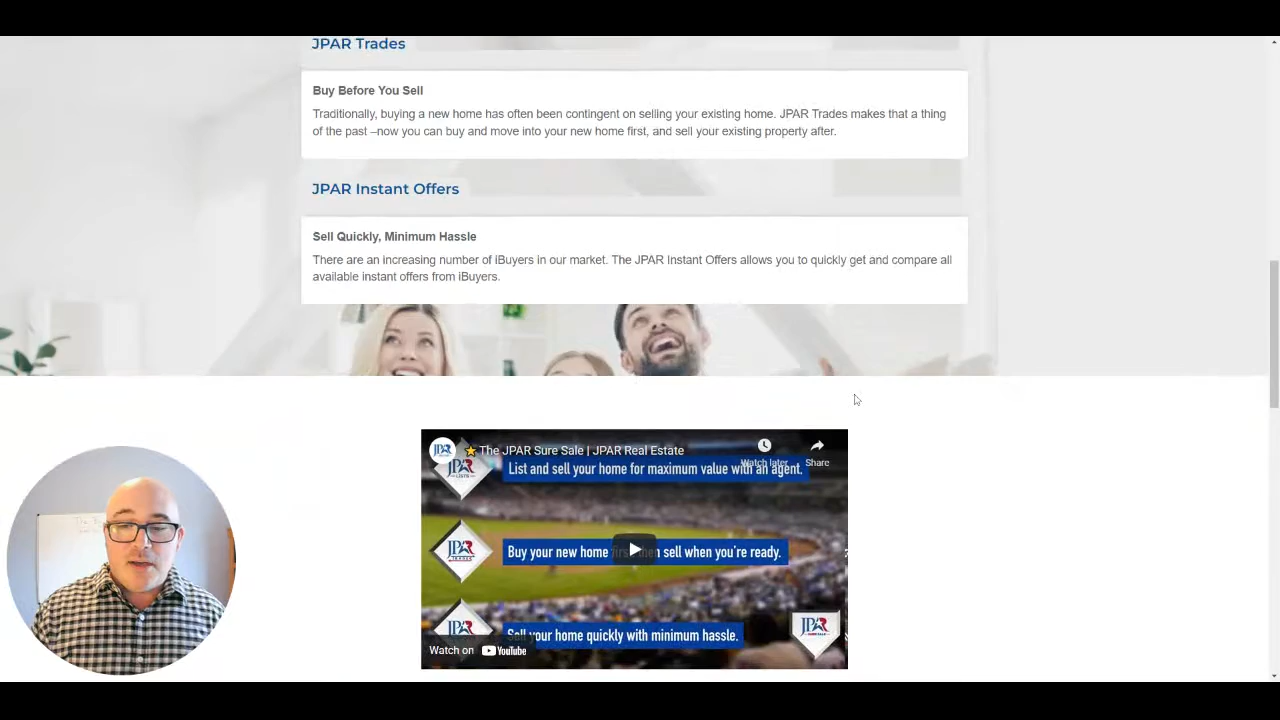 JPAR Trades
Buy Before You Sell
Traditionally, buying a new home has often been contingent on selling your existing home. JPAR Trades makes that a thing
of the past –now you can buy and move into your new home first, and sell your existing property after.
JPAR Instant Offers
Sell Quickly, Minimum Hassle
There are an increasing number of iBuyers in our market. The JPAR Instant Offers allows you to quickly get and compare all
available instant offers from iBuyers.
The JPAR Sure Sale | JPAR Real Estate
Watch later
Share
JPAR
List and sell your home for maximum value with an agent.
JPAR
Buy your new home first then sell when you're ready.
JPAR
Sell your home quickly with minimum hassle.
JPAR
Watch on YouTube